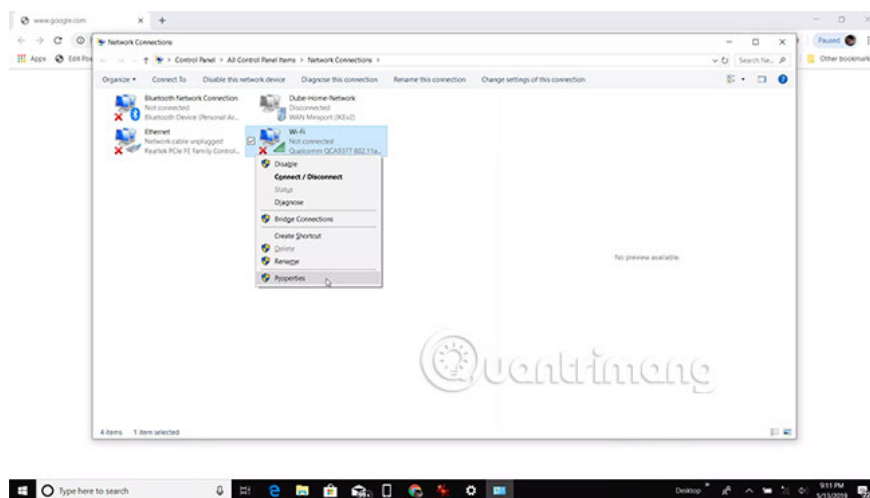 www.google.com
Paused
Apps
Other bookmark
Network Connections
Control Panel > All Control Panel Items > Network Connections >
Search Ne...
Organize
Connect To
Disable this network device
Diagnose this connection
Rename this connection
Change settings of this connection
Bluetooth Network Connection
Not connected
Bluetooth Device (Personal Ar...
Dube-Home-Network
Disconnected
WAN Miniport (IKEv2)
Ethernet
Network cable unplugged
Realtek PCIe FE Family Control...
Wi-Fi
Not connected
Qualcomm QCA9377 802.11a...
Disable
Connect / Disconnect
Status
Diagnose
Bridge Connections
Create Shortcut
Delete
Rename
Properties
No preview available.
Quantrimang
4 items 1 item selected
Type here to search
Desktop
9:11 PM
5/13/2019